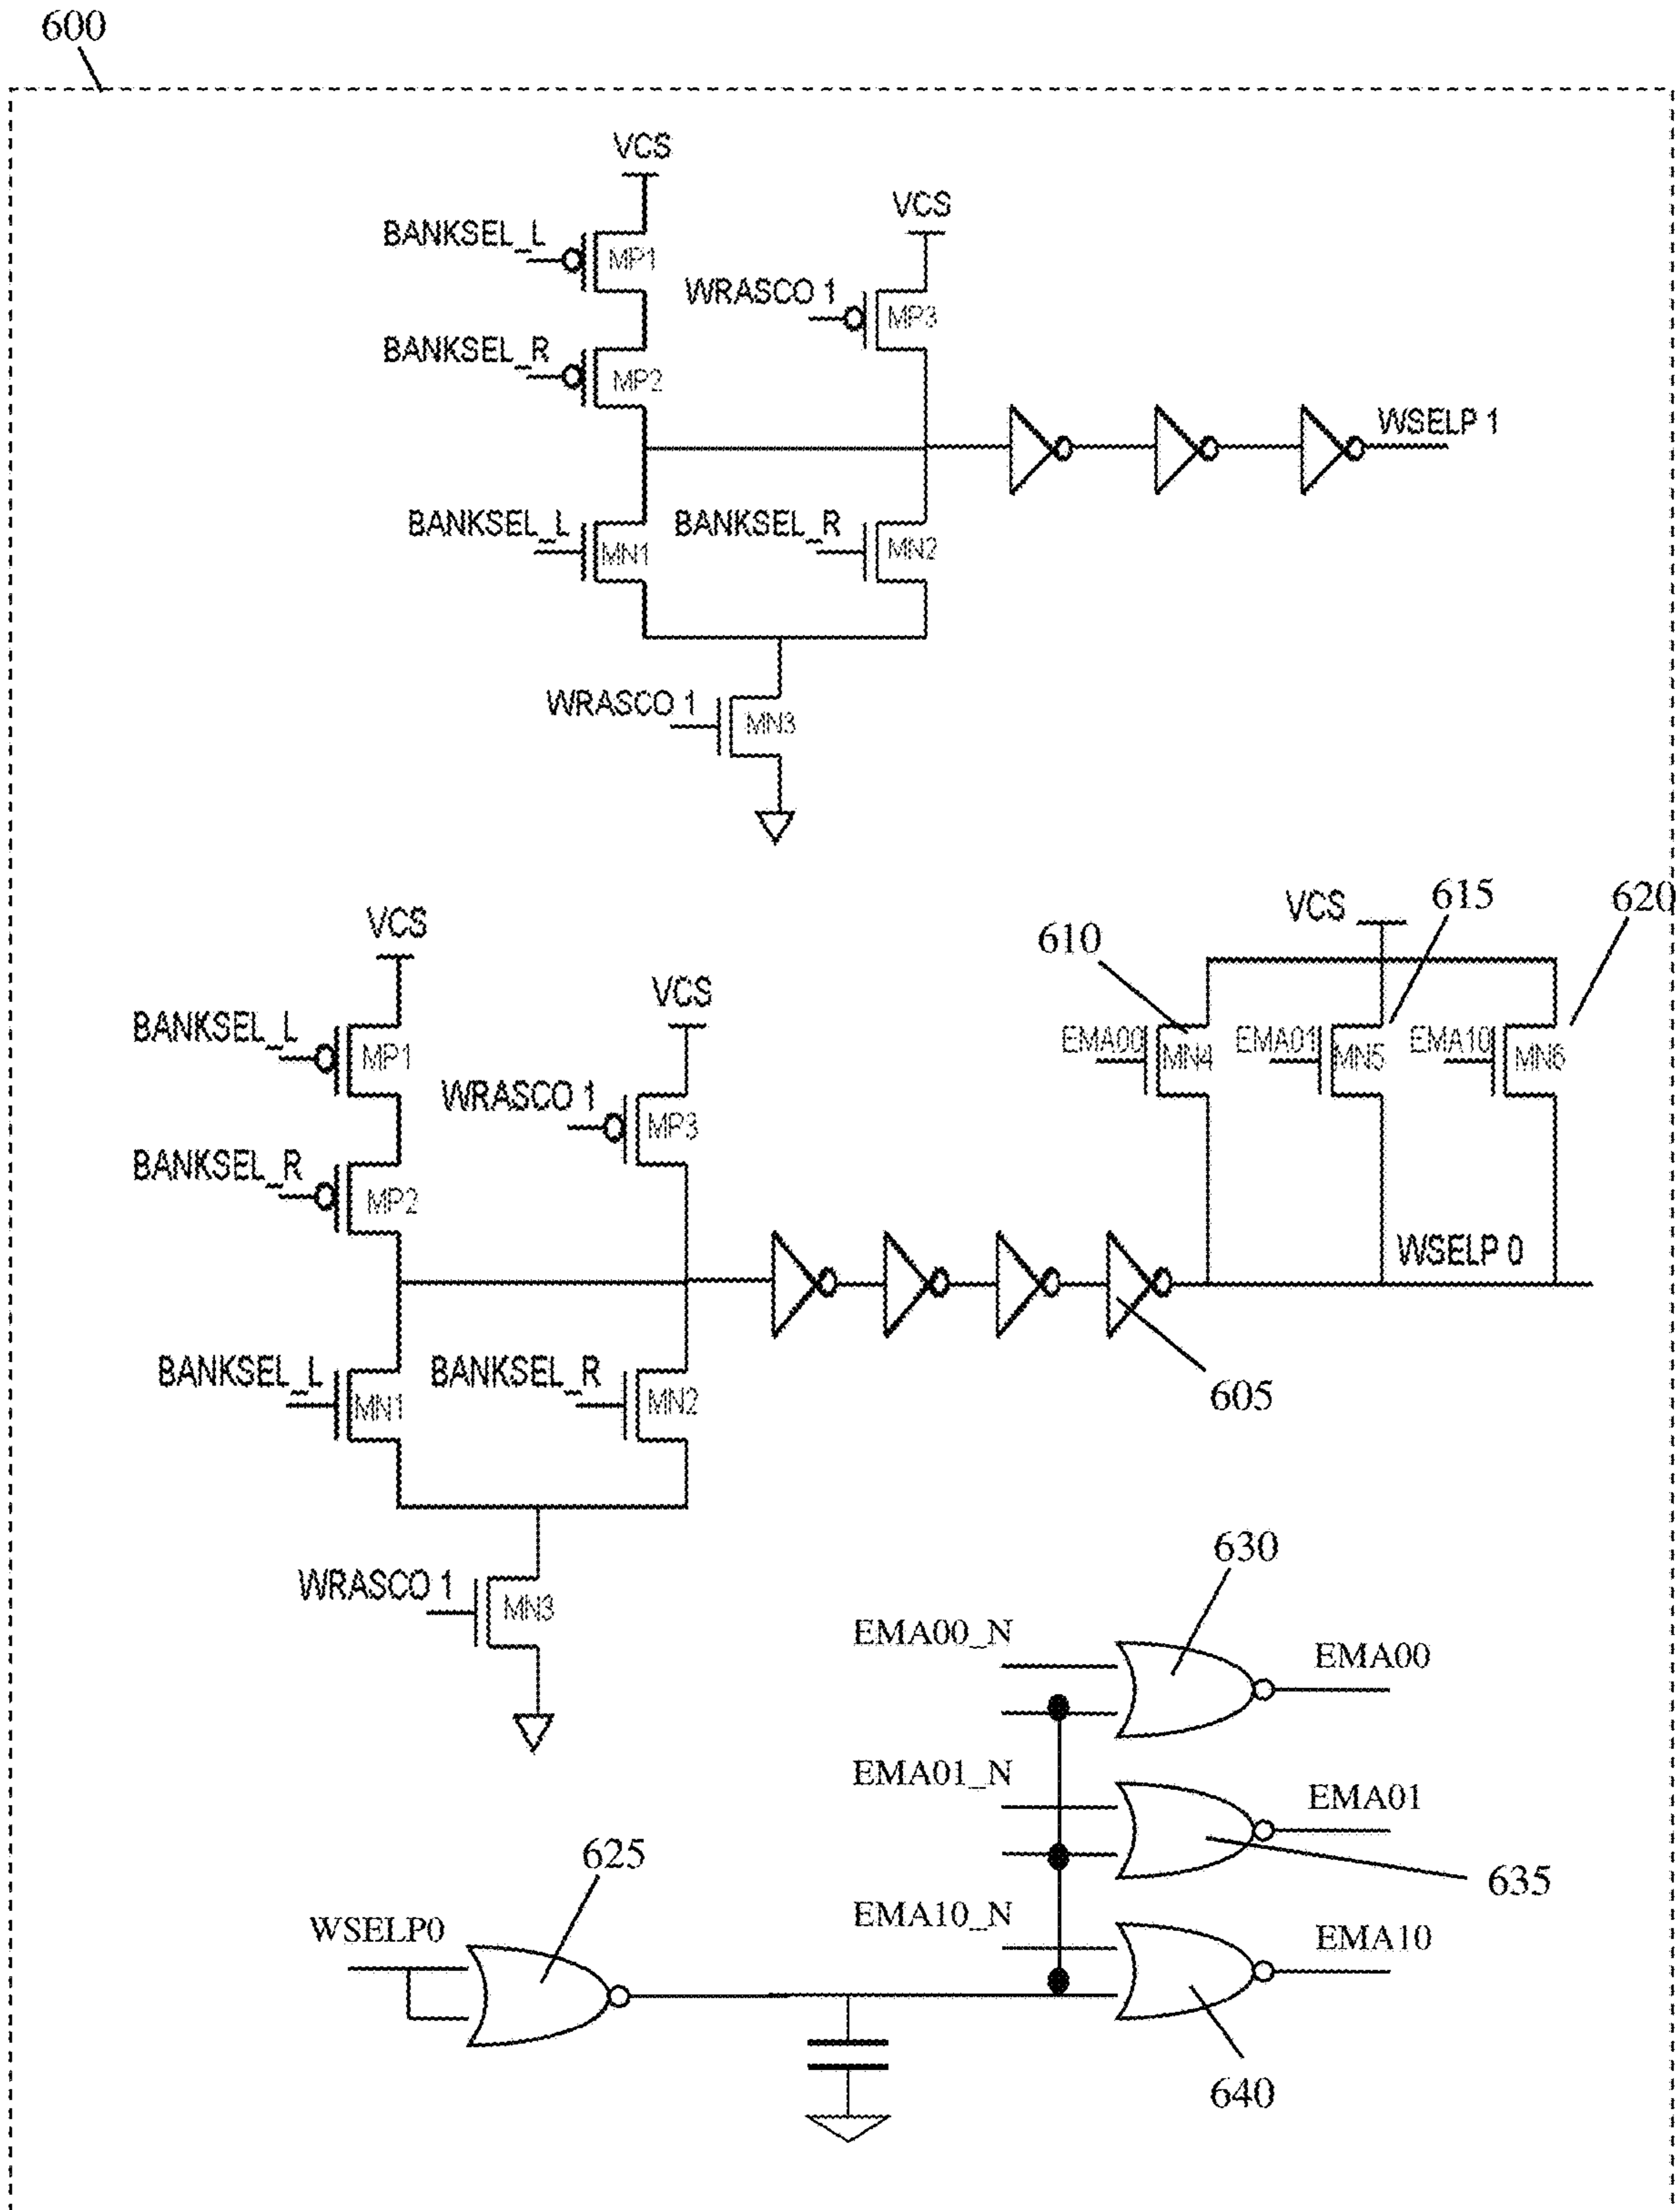 600
VCS
BANKSEL_L
MP1
VCS
WRASCO 1
MP3
BANKSEL_R
MP2
WSELP 1
BANKSEL_L
MN1
BANKSEL_R
MN2
WRASCO 1
MN3
VCS
615
620
610
VCS
VCS
BANKSEL_L
MP1
EMA00
MN4
EMA01
MN5
EMA10
MN6
WRASCO 1
MP3
BANKSEL_R
MP2
WSELP 0
BANKSEL_L
MN1
BANKSEL_R
MN2
605
630
WRASCO 1
MN3
EMA00_N
EMA00
EMA01_N
EMA01
625
635
EMA10_N
WSELP0
EMA10
640